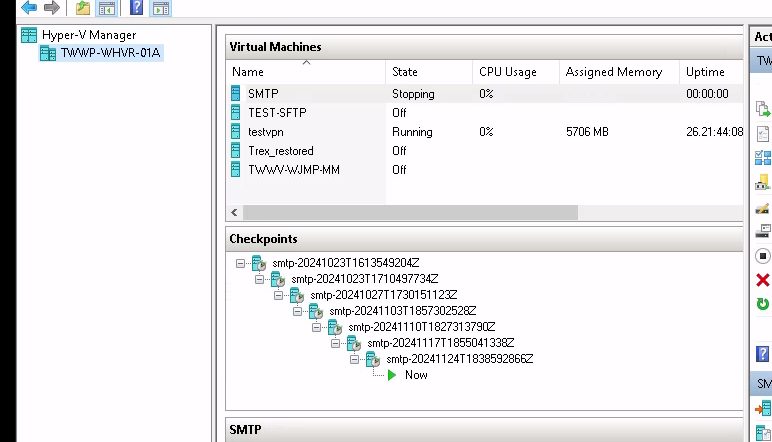 Hyper-V Manager
TWWP-WHVR-01A
Virtual Machines
Name State CPU Usage Assigned Memory Uptime
SMTP Stopping 0% 00:00:00
TEST-SFTP Off
testvpn Running 0% 5706 MB 26.21:44:08
Trex_restored Off
TWWV-WJMP-MM Off
Checkpoints
smtp-20241023T1613549204Z
smtp-20241023T1710497734Z
smtp-20241027T1730151123Z
smtp-20241103T1857302528Z
smtp-20241110T1827313790Z
smtp-20241117T1855041338Z
smtp-20241124T1838592866Z
Now
SMTP
Act
TW
SM